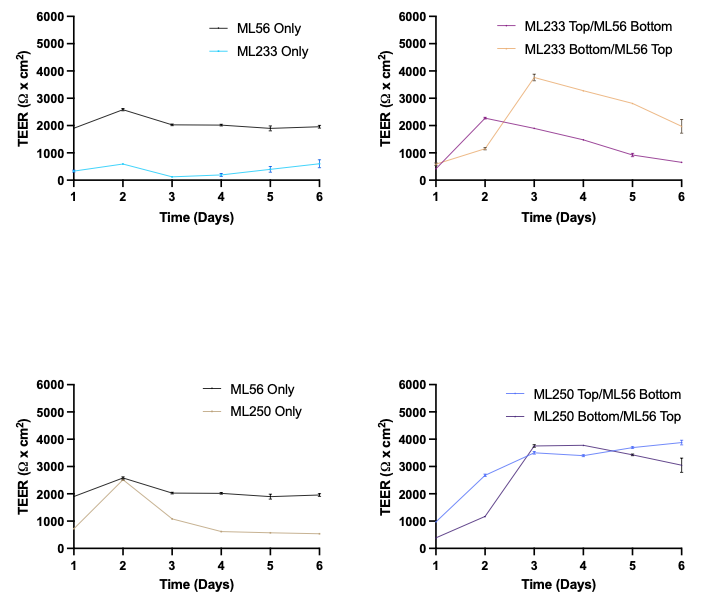 ML56 Only
ML233 Only
TEER (Ω x cm²)
6000
5000
4000
3000
2000
1000
0
1 2 3 4 5 6
Time (Days)
ML233 Top/ML56 Bottom
ML233 Bottom/ML56 Top
TEER (Ω x cm²)
6000
5000
4000
3000
2000
1000
0
1 2 3 4 5 6
Time (Days)
ML56 Only
ML250 Only
TEER (Ω x cm²)
6000
5000
4000
3000
2000
1000
0
1 2 3 4 5 6
Time (Days)
ML250 Top/ML56 Bottom
ML250 Bottom/ML56 Top
TEER (Ω x cm²)
6000
5000
4000
3000
2000
1000
0
1 2 3 4 5 6
Time (Days)